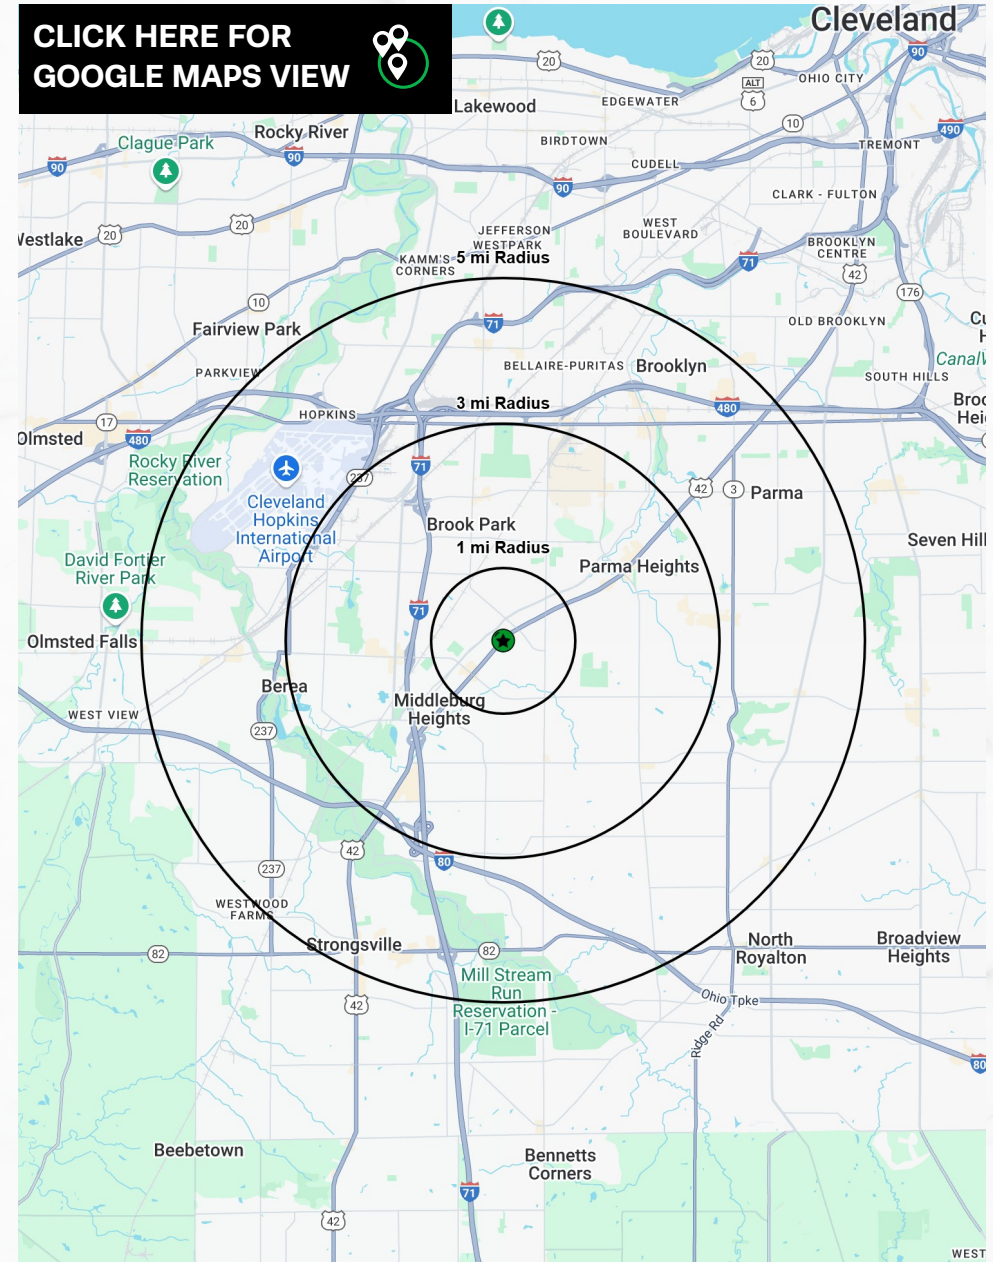 CLICK HERE FOR
GOOGLE MAPS VIEW
Cleveland
20
20
90
ALT
6
OHIO CITY
Lakewood
EDGEWATER
10
490
Rocky River
Clague Park
90
90
BIRDTOWN
TREMONT
CUDELL
90
CLARK - FULTON
20
20
Westlake
JEFFERSON
WESTPARK
WEST
BOULEVARD
BROOKLYN
CENTRE
KAMM'S
CORNERS
5 mi Radius
71
42
176
10
Fairview Park
71
OLD BROOKLYN
PARKVIEW
BELLAIRE-PURITAS
Brooklyn
SOUTH HILLS
HOPKINS
3 mi Radius
480
17
Olmsted
480
Rocky River
Reservation
71
237
42
3
Parma
Cleveland
Hopkins
International
Airport
Brook Park
1 mi Radius
Seven Hill
David Fortier
River Park
Parma Heights
71
Olmsted Falls
Berea
Middleburg
Heights
WEST VIEW
237
42
80
237
WESTWOOD
FARMS
Strongsville
82
82
North
Royalton
Broadview
Heights
Mill Stream
Run
Reservation -
I-71 Parcel
42
Ohio Tpke
Ridge Rd
80
Beebetown
Bennetts
Corners
71
42
WEST